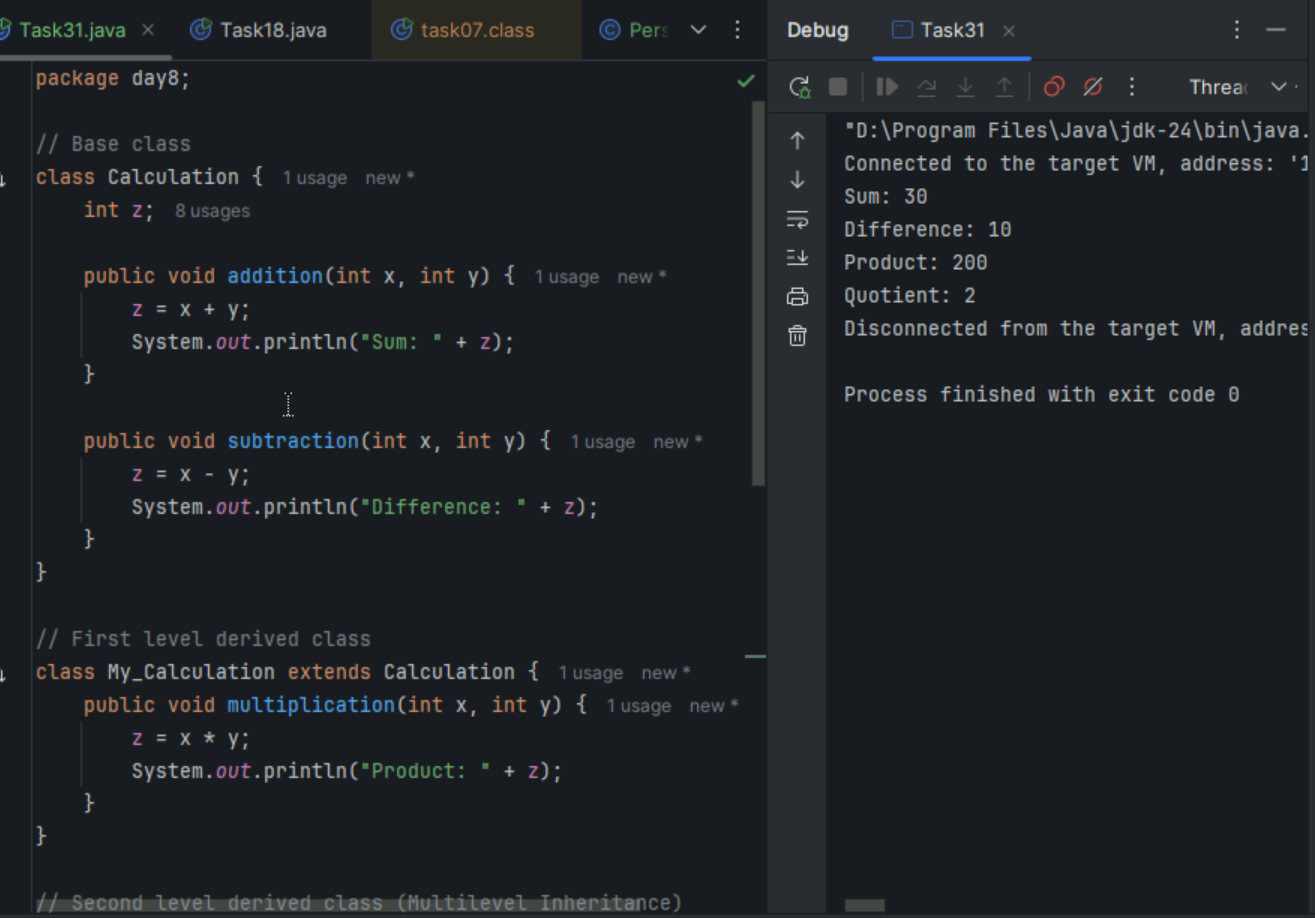 Task31.java
Task18.java
task07.class
Pers
package day8;
// Base class
class Calculation { 1 usage new *
int z; 8 usages
public void addition(int x, int y) { 1 usage new *
z = x + y;
System.out.println("Sum: " + z);
}
public void subtraction(int x, int y) { 1 usage new *
z = x - y;
System.out.println("Difference: " + z);
}
}
// First level derived class
class My_Calculation extends Calculation { 1 usage new *
public void multiplication(int x, int y) { 1 usage new *
z = x * y;
System.out.println("Product: " + z);
}
}
// Second level derived class (Multilevel Inheritance)
Debug
Task31
Threa
"D:\Program Files\Java\jdk-24\bin\java.
Connected to the target VM, address: '1
Sum: 30
Difference: 10
Product: 200
Quotient: 2
Disconnected from the target VM, addres
Process finished with exit code 0